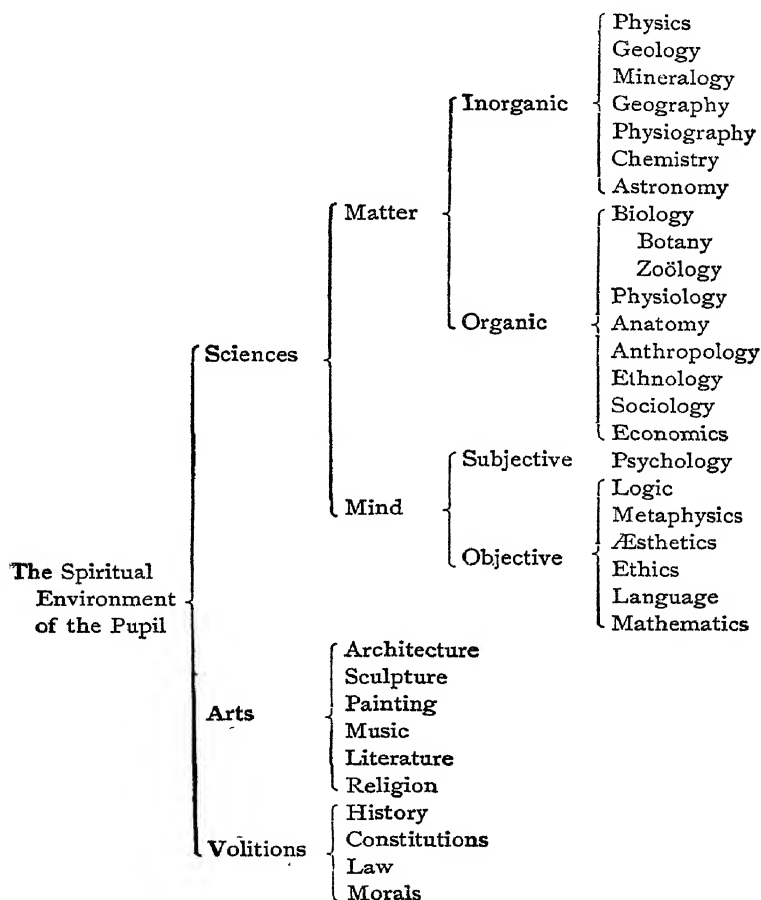 Physics
Geology
Mineralogy
Inorganic
Geography
Physiography
Chemistry
Astronomy
Matter
Biology
Botany
Zoölogy
Physiology
Organic
Anatomy
Anthropology
Sciences
Ethnology
Sociology
Economics
Subjective
Psychology
Logic
Mind
Metaphysics
Æsthetics
Objective
Ethics
The Spiritual
Environment
of the Pupil
Language
Mathematics
Architecture
Sculpture
Painting
Arts
Music
Literature
Religion
History
Constitutions
Volitions
Law
Morals